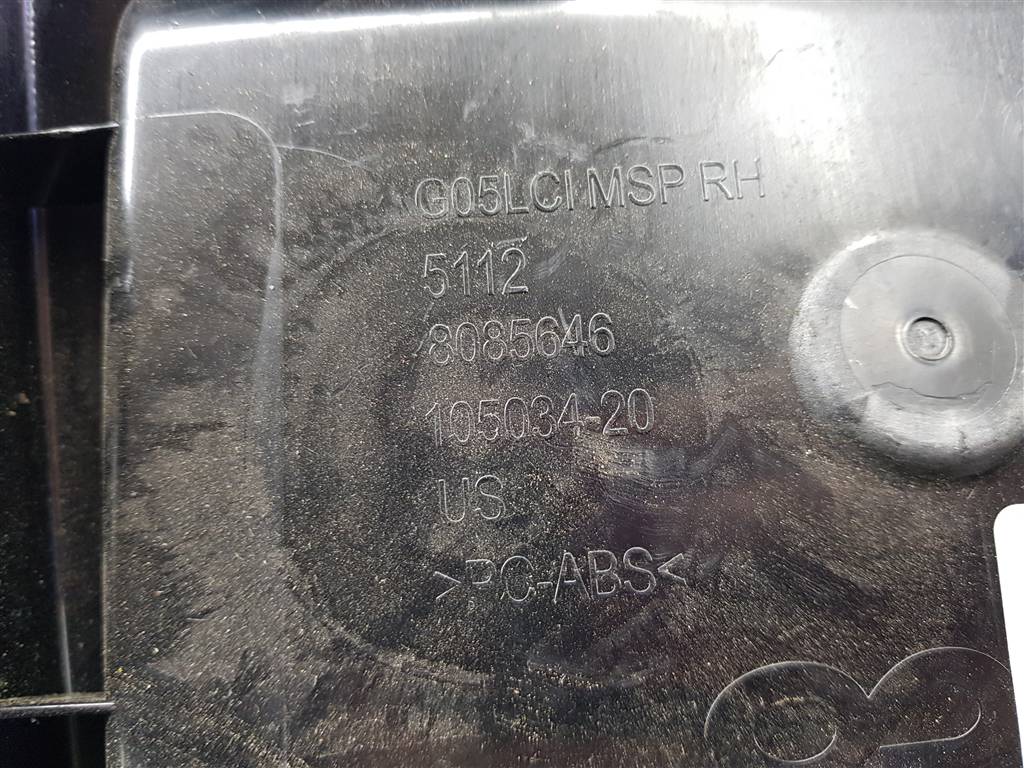 G05LCI MSP RH
5112
8085646
105034-20
US
>PC-ABS<